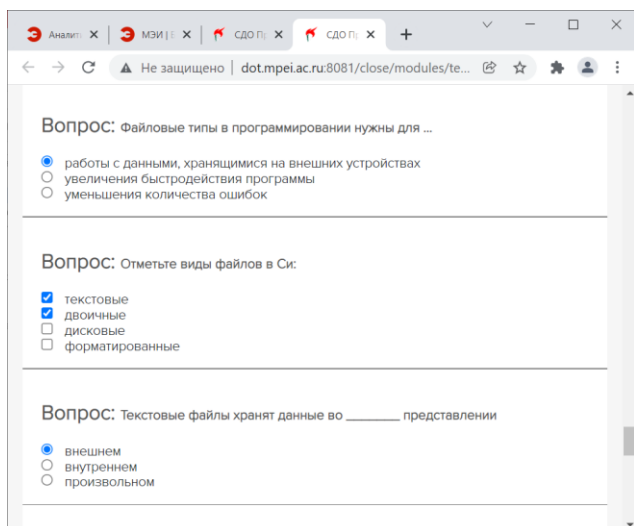 Аналит
МЭИ | Б
СДО П
СДО П
Не защищено | dot.mpei.ac.ru:8081/close/modules/te...
Вопрос: Файловые типы в программировании нужны для ...
работы с данными, хранящимися на внешних устройствах
увеличения быстродействия программы
уменьшения количества ошибок
Вопрос: Отметьте виды файлов в Си:
текстовые
двоичные
дисковые
форматированные
Вопрос: Текстовые файлы хранят данные во _______ представлении
внешнем
внутреннем
произвольном